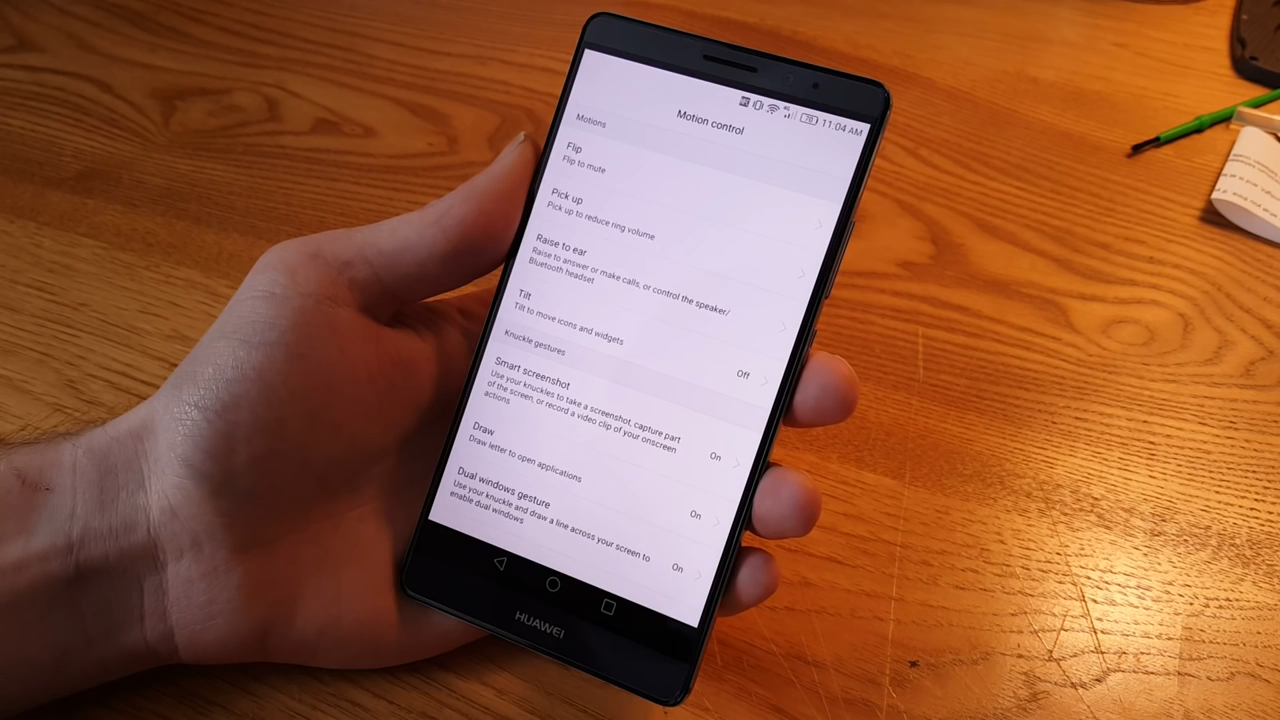 70 11:04 AM
Motion control
Motions
Flip
Flip to mute
Pick up
Pick up to reduce ring volume
Raise to ear
Raise to answer or make calls, or control the speaker/
Bluetooth headset
Tilt
Tilt to move icons and widgets
Off
Knuckle gestures
Smart screenshot
Use your knuckles to take a screenshot, capture part
of the screen, or record a video clip of your onscreen
actions
On
Draw
Draw letter to open applications
On
Dual windows gesture
Use your knuckle and draw a line across your screen to
enable dual windows
On
HUAWEI